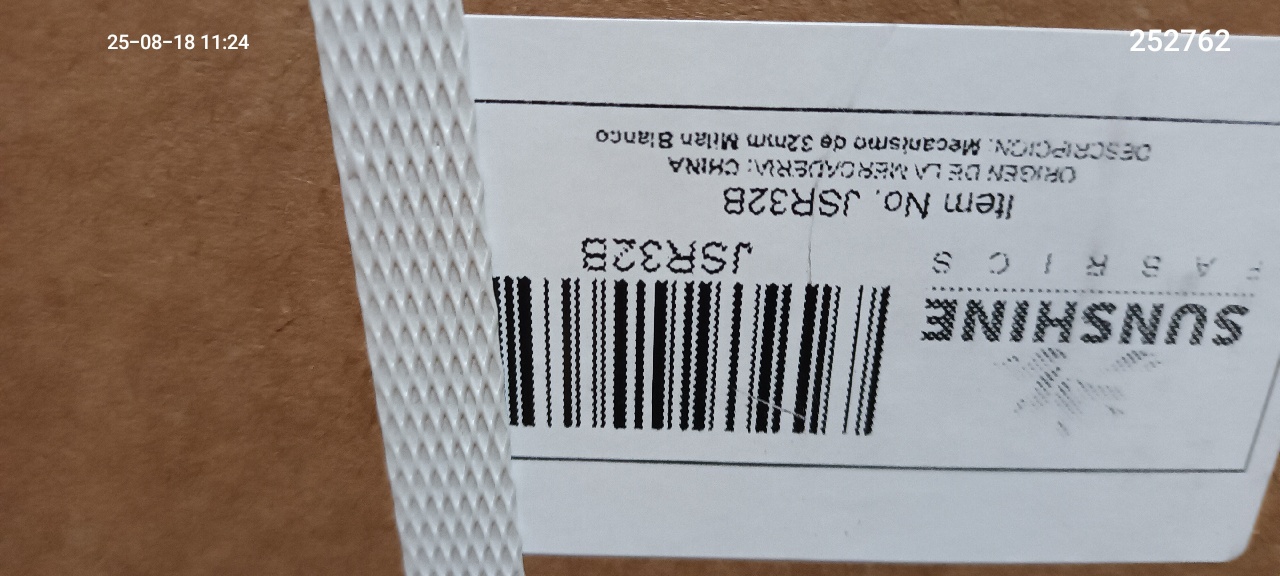 25-08-18 11:24
252762
SUNSHINE
FABRICS
JSR32B
Item No. JSR32B
ORIGEN DE LA MERCADERIA: CHINA
DESCRIPCION: Mecanismo de 32mm Milan Blanco